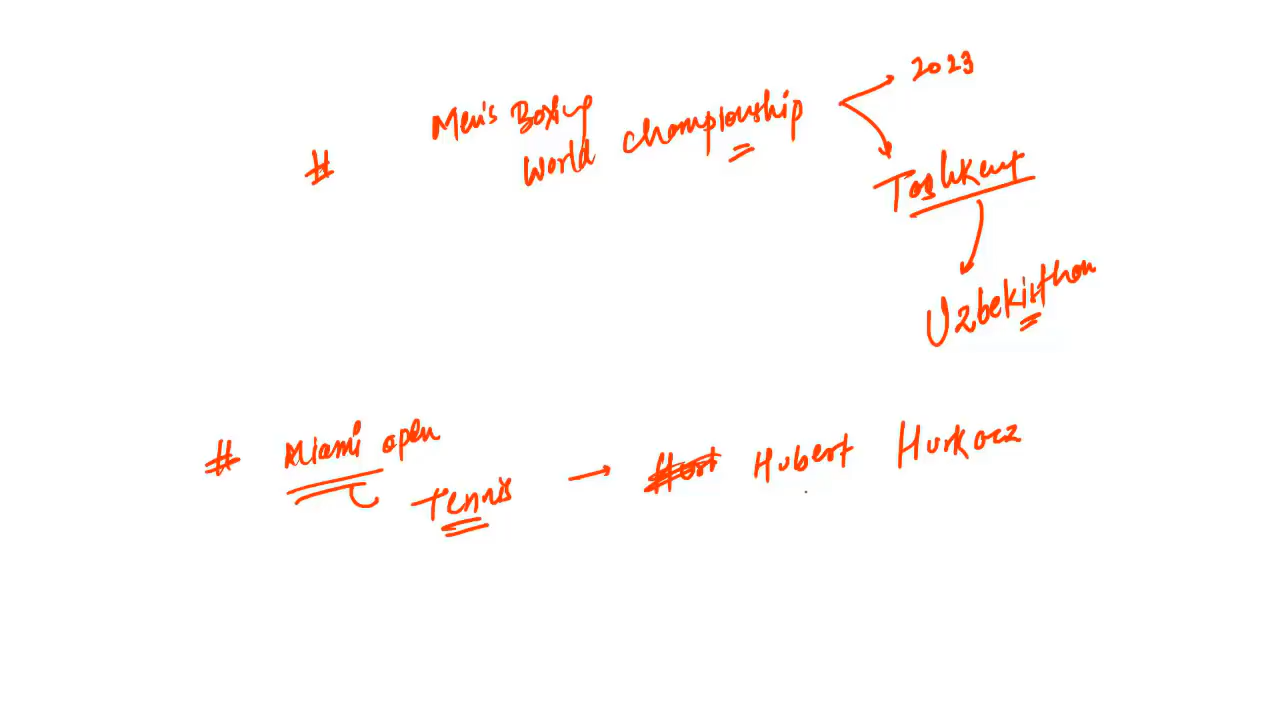 2023
Men's Boxing
# World Championship
Tashkent
Uzbekisthan
# Miami open
Tennis → Hubert Hurkacz